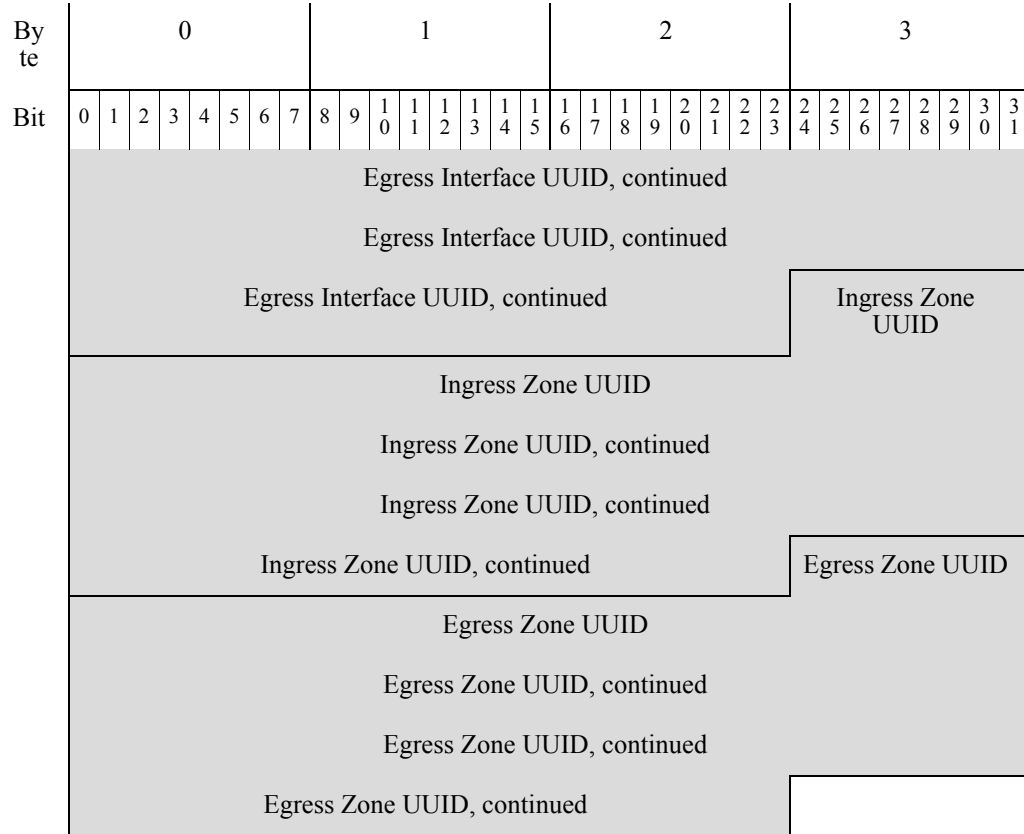 By
te
0 1 2 3
Bit 0 1 2 3 4 5 6 7 8 9 10 11 12 13 14 15 16 17 18 19 20 21 22 23 24 25 26 27 28 29 30 31
Egress Interface UUID, continued
Egress Interface UUID, continued
Egress Interface UUID, continued Ingress Zone
UUID
Ingress Zone UUID
Ingress Zone UUID, continued
Ingress Zone UUID, continued
Ingress Zone UUID, continued Egress Zone UUID
Egress Zone UUID
Egress Zone UUID, continued
Egress Zone UUID, continued
Egress Zone UUID, continued